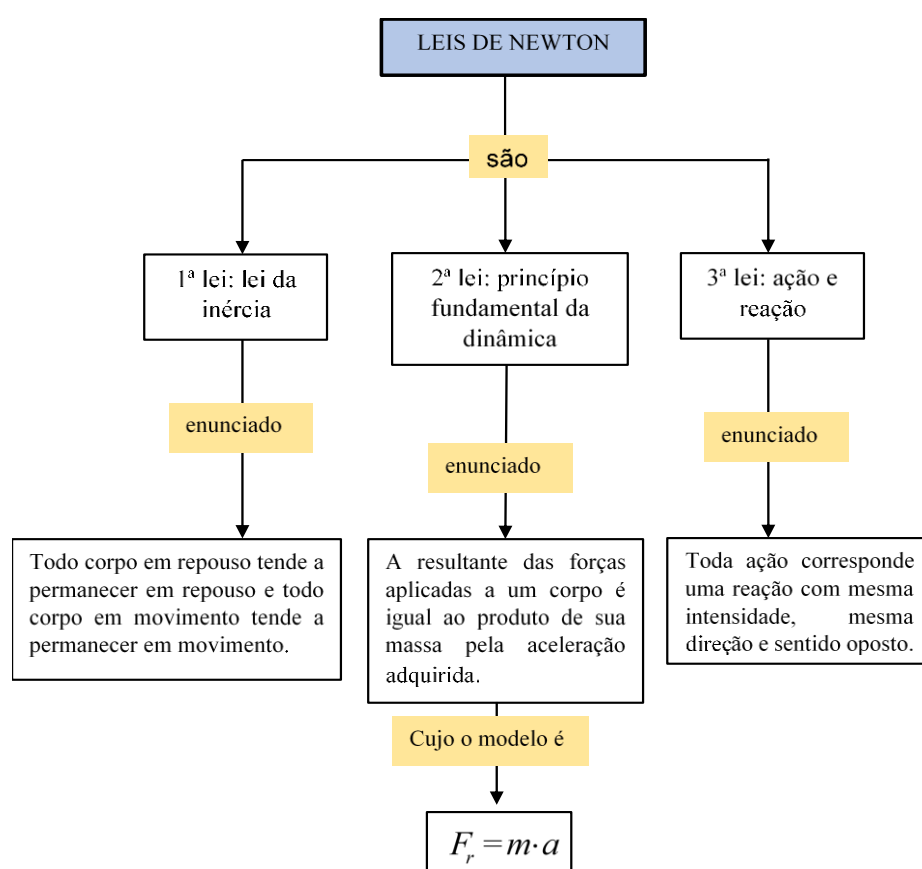 LEIS DE NEWTON
são
1ª lei: lei da
inércia
2ª lei: princípio
fundamental da
dinâmica
3ª lei: ação e
reação
enunciado
enunciado
enunciado
Todo corpo em repouso tende a
permanecer em repouso e todo
corpo em movimento tende a
permanecer em movimento.
A resultante das forças
aplicadas a um corpo é
igual ao produto de sua
massa pela aceleração
adquirida.
Toda ação corresponde
uma reação com mesma
intensidade, mesma
direção e sentido oposto.
Cujo o modelo é
F_r = m·a